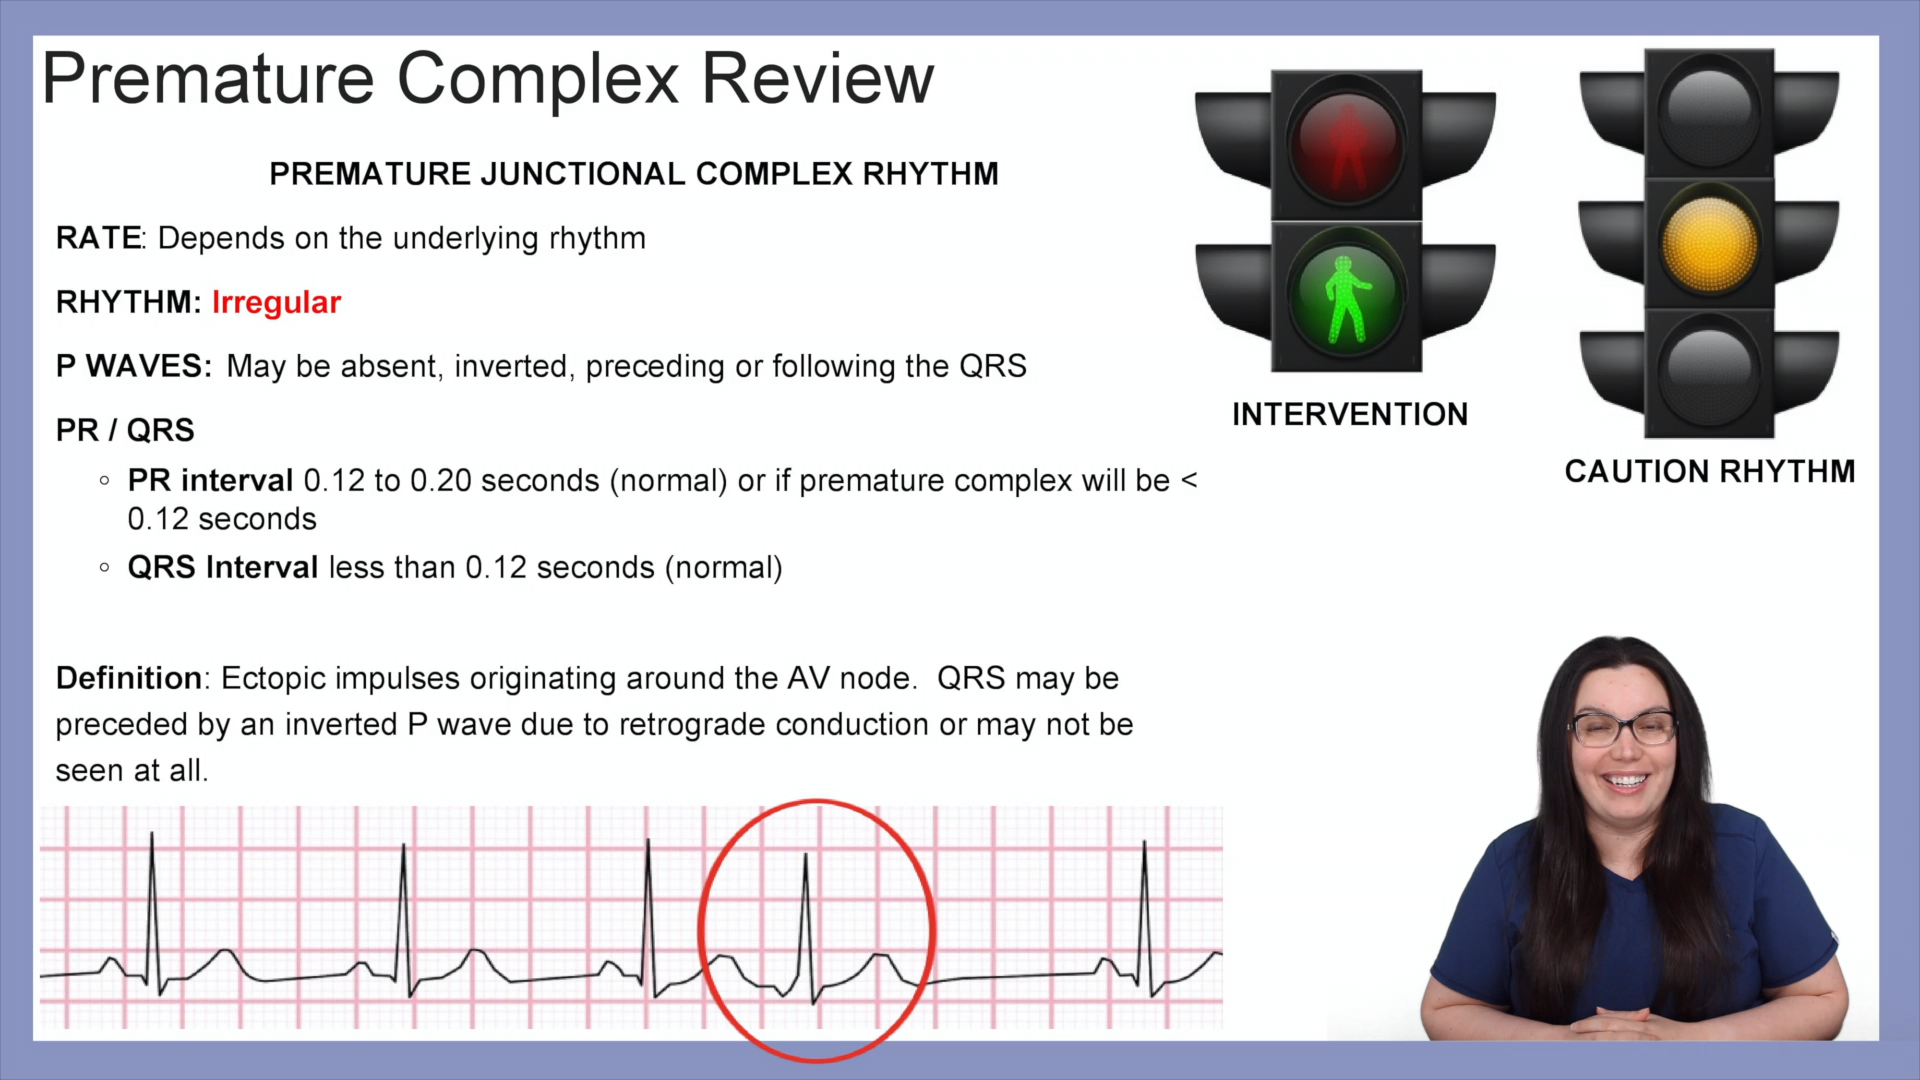 Premature Complex Review
PREMATURE JUNCTIONAL COMPLEX RHYTHM
RATE: Depends on the underlying rhythm
RHYTHM: Irregular
P WAVES: May be absent, inverted, preceding or following the QRS
PR / QRS
◦ PR interval 0.12 to 0.20 seconds (normal) or if premature complex will be <
0.12 seconds
◦ QRS Interval less than 0.12 seconds (normal)
Definition: Ectopic impulses originating around the AV node. QRS may be
preceded by an inverted P wave due to retrograde conduction or may not be
seen at all.
INTERVENTION
CAUTION RHYTHM